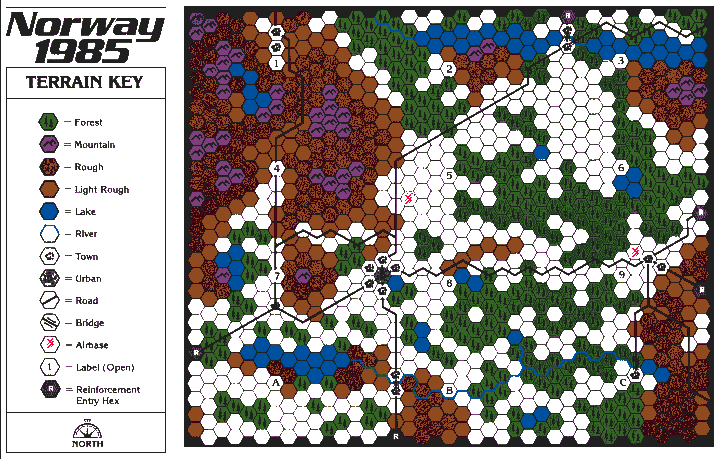 Norway
1985
TERRAIN KEY
= Forest
= Mountain
= Rough
= Light Rough
= Lake
= River
= Town
= Urban
= Road
= Bridge
= Airbase
1 = Label (Open)
R = Reinforcement
Entry Hex
NORTH
R
1
2
3
4
5
6
R
7
8
9
R
R
A
B
C
R